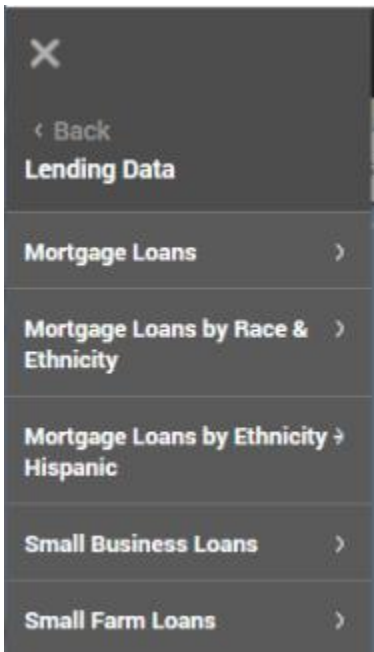 < Back
Lending Data
Mortgage Loans
Mortgage Loans by Race &
Ethnicity
Mortgage Loans by Ethnicity -
Hispanic
Small Business Loans
Small Farm Loans